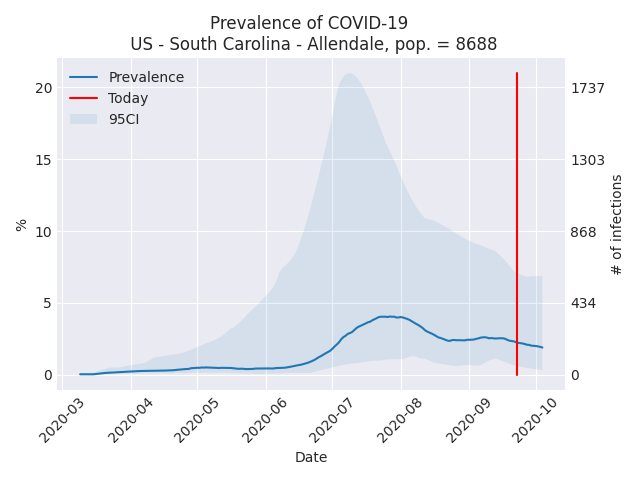 Prevalence of COVID-19
US - South Carolina - Allendale, pop. = 8688
Prevalence
Today
95CI
20
15
10
5
0
%
1737
1303
868
434
0
# of infections
2020-03
2020-04
2020-05
2020-06
2020-07
2020-08
2020-09
2020-10
Date